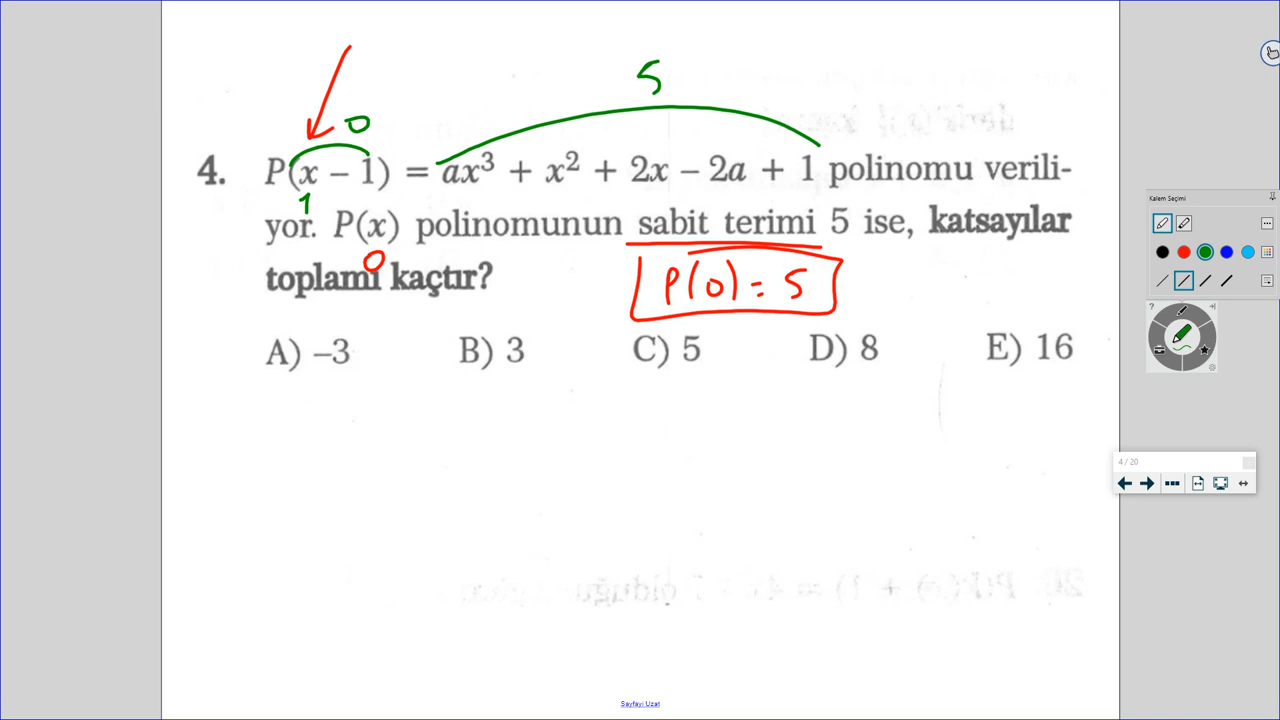 5
0
4. P(x – 1) = ax³ + x² + 2x – 2a + 1 polinomu verili-
1
yor. P(x) polinomunun sabit terimi 5 ise, katsayılar
0
toplamı kaçtır?
P(0) = 5
A) –3 B) 3 C) 5 D) 8 E) 16
Kalem Seçimi
?
4 / 20
Sayfayı Uzat